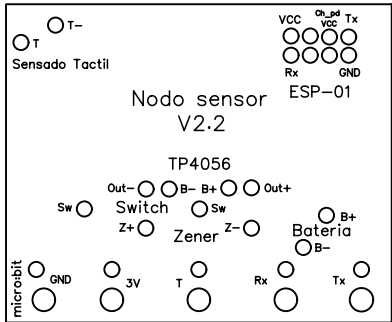 T-
T
Sensado Tactil
VCC Ch_pd VCC Tx
Rx GND
ESP-01
Nodo sensor
V2.2
TP4056
Out- B- B+ Out+
Sw Switch Sw
Z+ Zener Z-
B+
Bateria
B-
micro:bit
GND 3V T Rx Tx